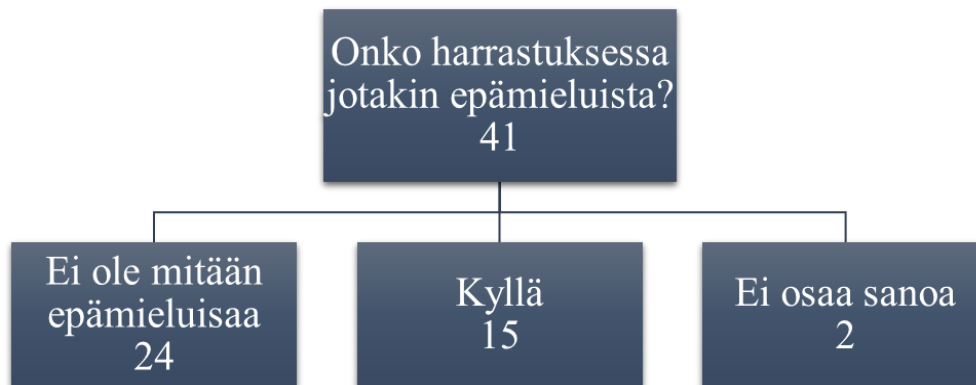 Onko harrastuksessa
jotakin epämieluista?
41
Ei ole mitään
epämieluisaa
24
Kyllä
15
Ei osaa sanoa
2